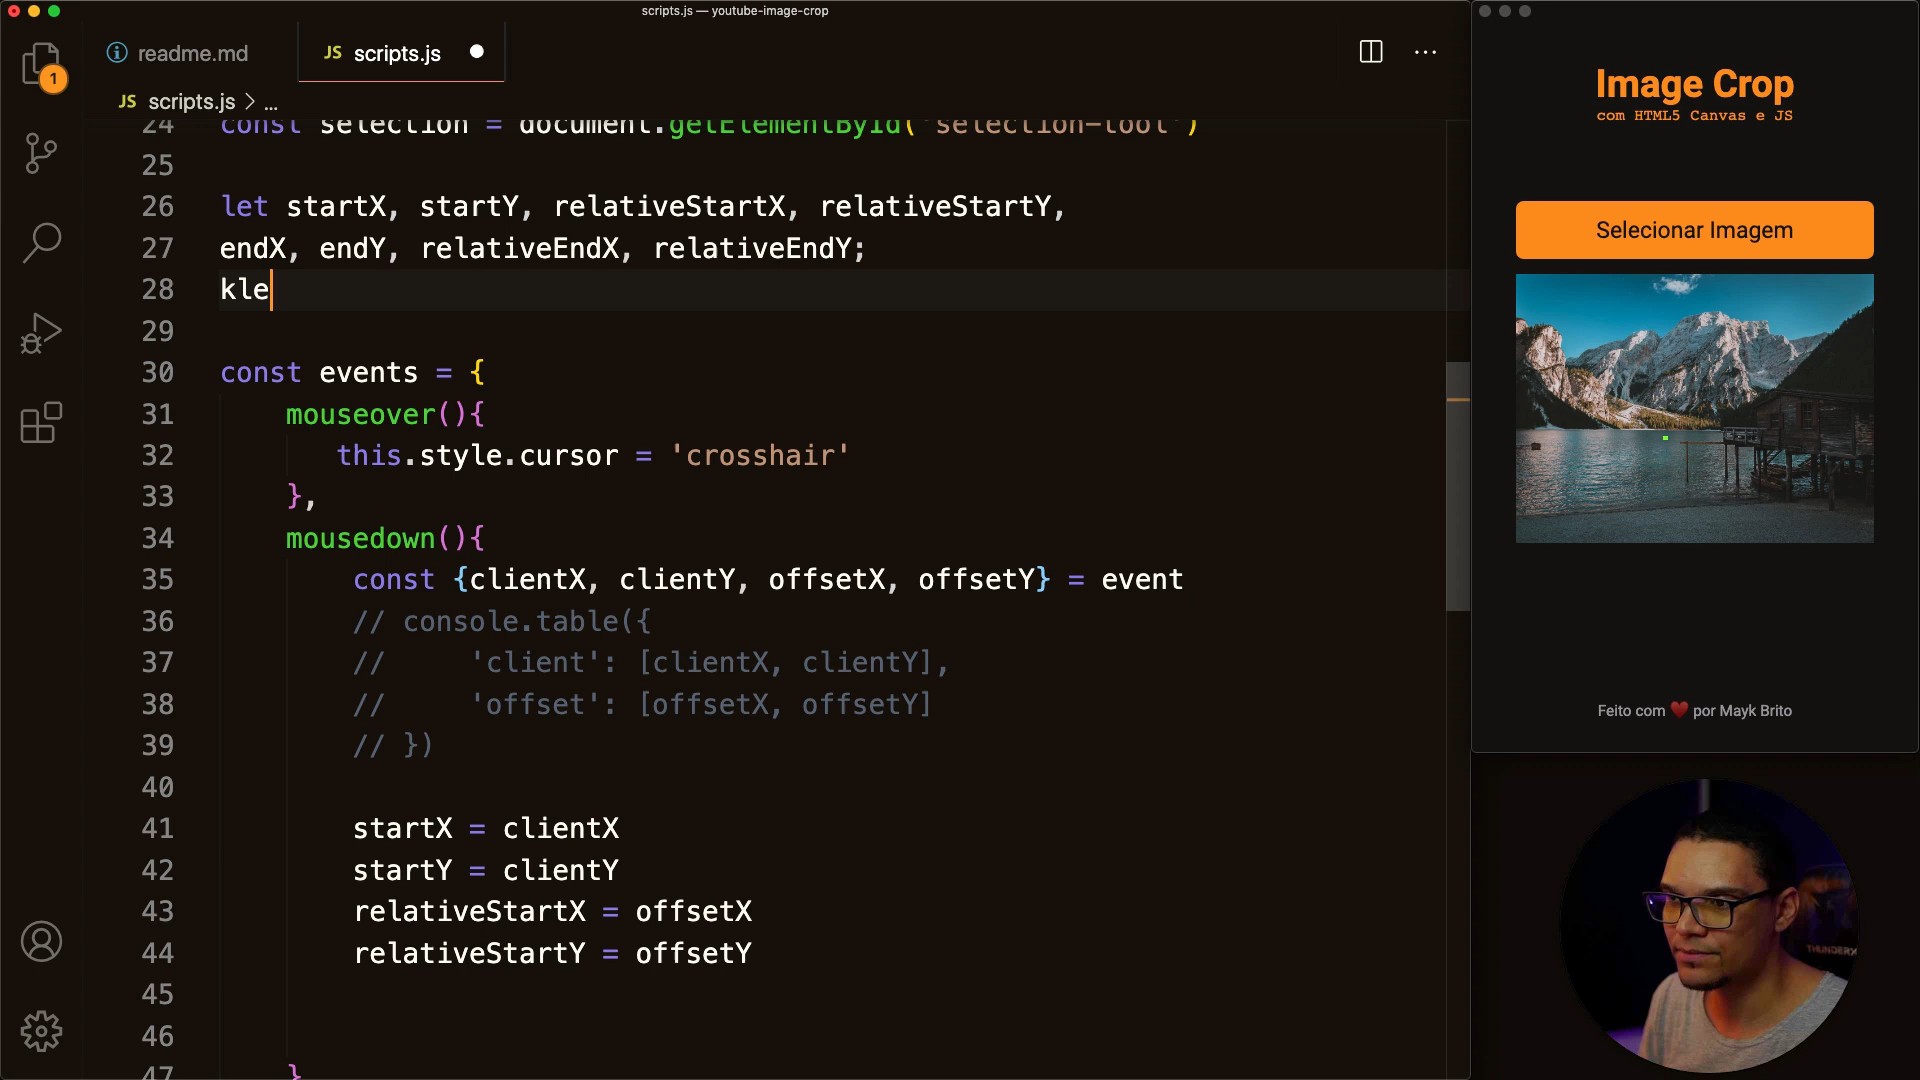 scripts.js — youtube-image-crop
1
readme.md
JS scripts.js
JS scripts.js > ...
24 const selection = document.getElementById('selection-tool')
25
26 let startX, startY, relativeStartX, relativeStartY,
27 endX, endY, relativeEndX, relativeEndY;
28 kle
29
30 const events = {
31 mouseover(){
32 this.style.cursor = 'crosshair'
33 },
34 mousedown(){
35 const {clientX, clientY, offsetX, offsetY} = event
36 // console.table({
37 // 'client': [clientX, clientY],
38 // 'offset': [offsetX, offsetY]
39 // })
40
41 startX = clientX
42 startY = clientY
43 relativeStartX = offsetX
44 relativeStartY = offsetY
45
46
47 }
Image Crop
com HTML5 Canvas e JS
Selecionar Imagem
Feito com ❤️ por Mayk Brito